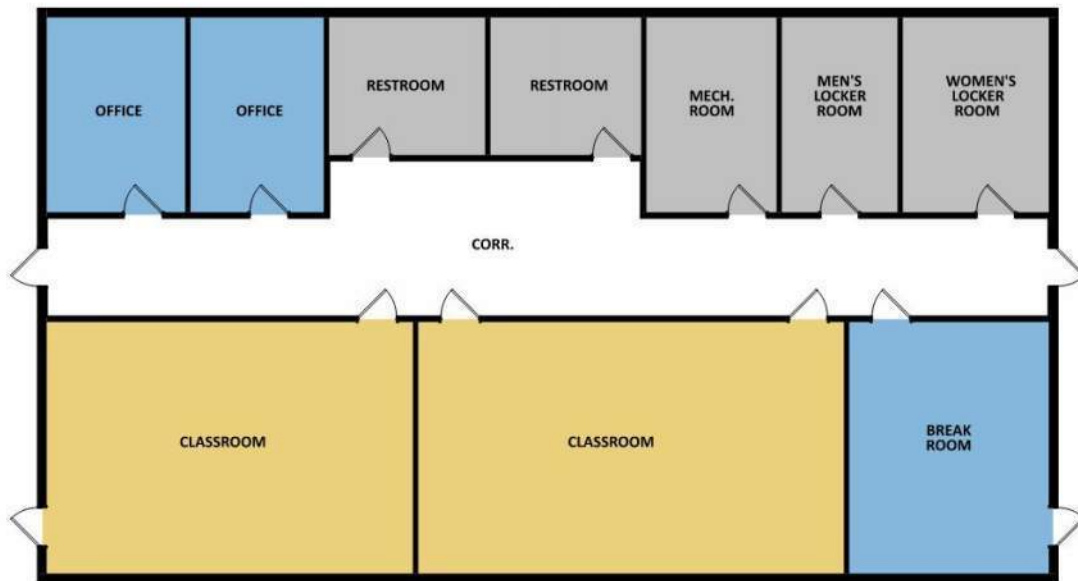 OFFICE
OFFICE
RESTROOM
RESTROOM
MECH.
ROOM
MEN'S
LOCKER
ROOM
WOMEN'S
LOCKER
ROOM
CORR.
CLASSROOM
CLASSROOM
BREAK
ROOM